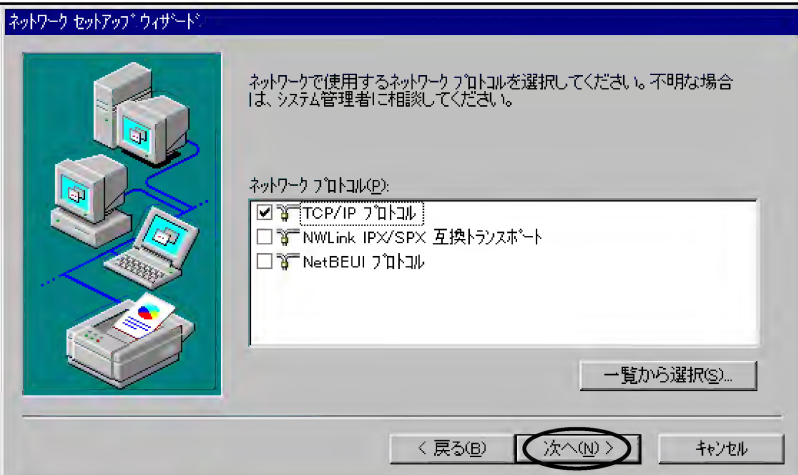 ネットワーク セットアップ ウィザード
ネットワークで使用するネットワーク プロトコルを選択してください。不明な場合
は、システム管理者に相談してください。
ネットワーク プロトコル(P):
TCP/IP プロトコル
NWLink IPX/SPX 互換トランスポート
NetBEUI プロトコル
一覧から選択(S)...
< 戻る(B)
次へ(N) >
キャンセル